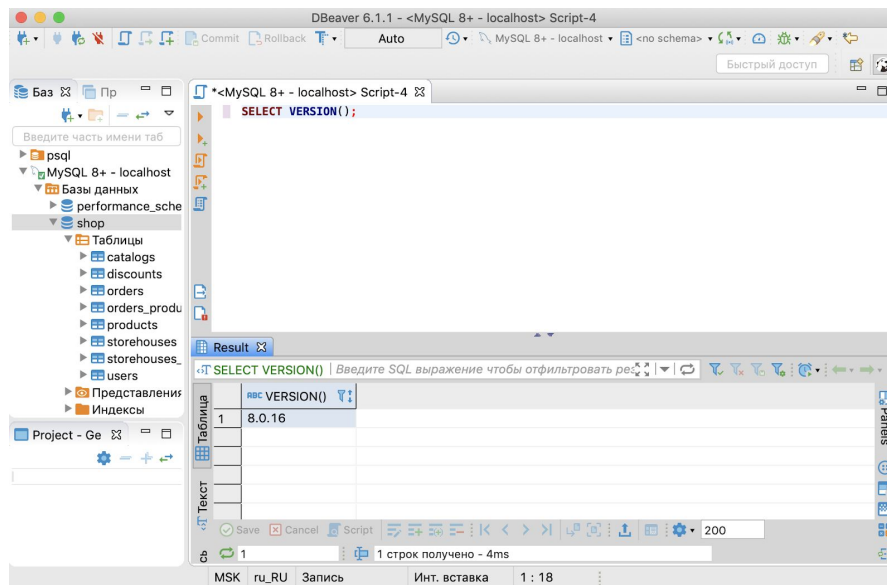 DBeaver 6.1.1 - <MySQL 8+ - localhost> Script-4
Commit Rollback Auto MySQL 8+ - localhost <no schema>
Быстрый доступ
Баз Пр
*<MySQL 8+ - localhost> Script-4
SELECT VERSION();
Введите часть имени таб
psql
MySQL 8+ - localhost
Базы данных
performance_sche
shop
Таблицы
catalogs
discounts
orders
orders_produ
products
storehouses
storehouses_
users
Представления
Индексы
Project - Ge
Result
SELECT VERSION() Введите SQL выражение чтобы отфильтровать рез
Таблица
Текст
ABC VERSION()
1 8.0.16
Panels
Save Cancel Script 200
сь
1 1 строк получено - 4ms
MSK ru_RU Запись Инт. вставка 1 : 18